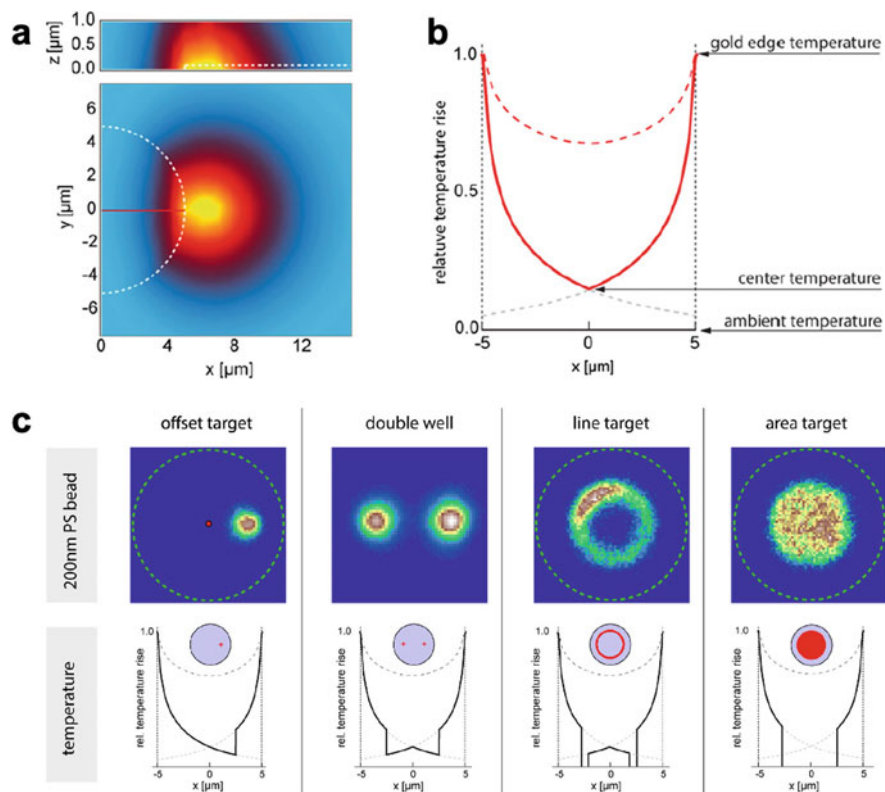 a
z [µm]
1.0
0.5
0.0
y [µm]
6
4
2
0
-2
-4
-6
0
4
8
12
x [µm]
b
relatuve temperature rise
1.0
0.5
0.0
-5
0
5
x [µm]
gold edge temperature
center temperature
ambient temperature
c
offset target
double well
line target
area target
200nm PS bead
temperature
rel. temperature rise
1.0
-5
0
5
x [µm]
rel. temperature rise
1.0
-5
0
5
x [µm]
rel. temperature rise
1.0
-5
0
5
x [µm]
rel. temperature rise
1.0
-5
0
5
x [µm]